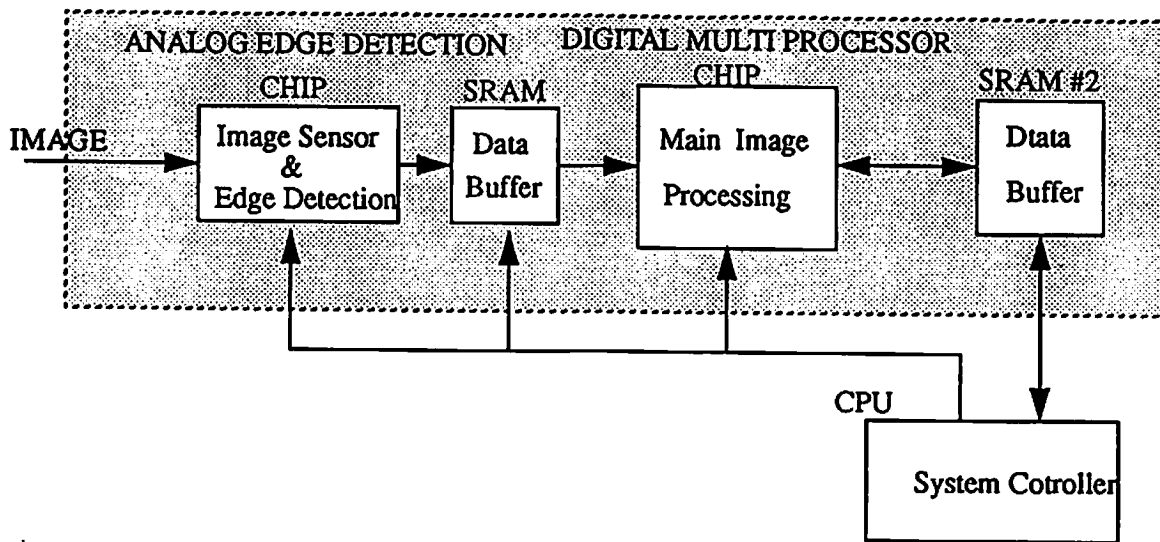 ANALOG EDGE DETECTION
CHIP
DIGITAL MULTI PROCESSOR
CHIP
SRAM
SRAM #2
IMAGE
Image Sensor
&
Edge Detection
Data
Buffer
Main Image
Processing
Dtata
Buffer
CPU
System Cotroller